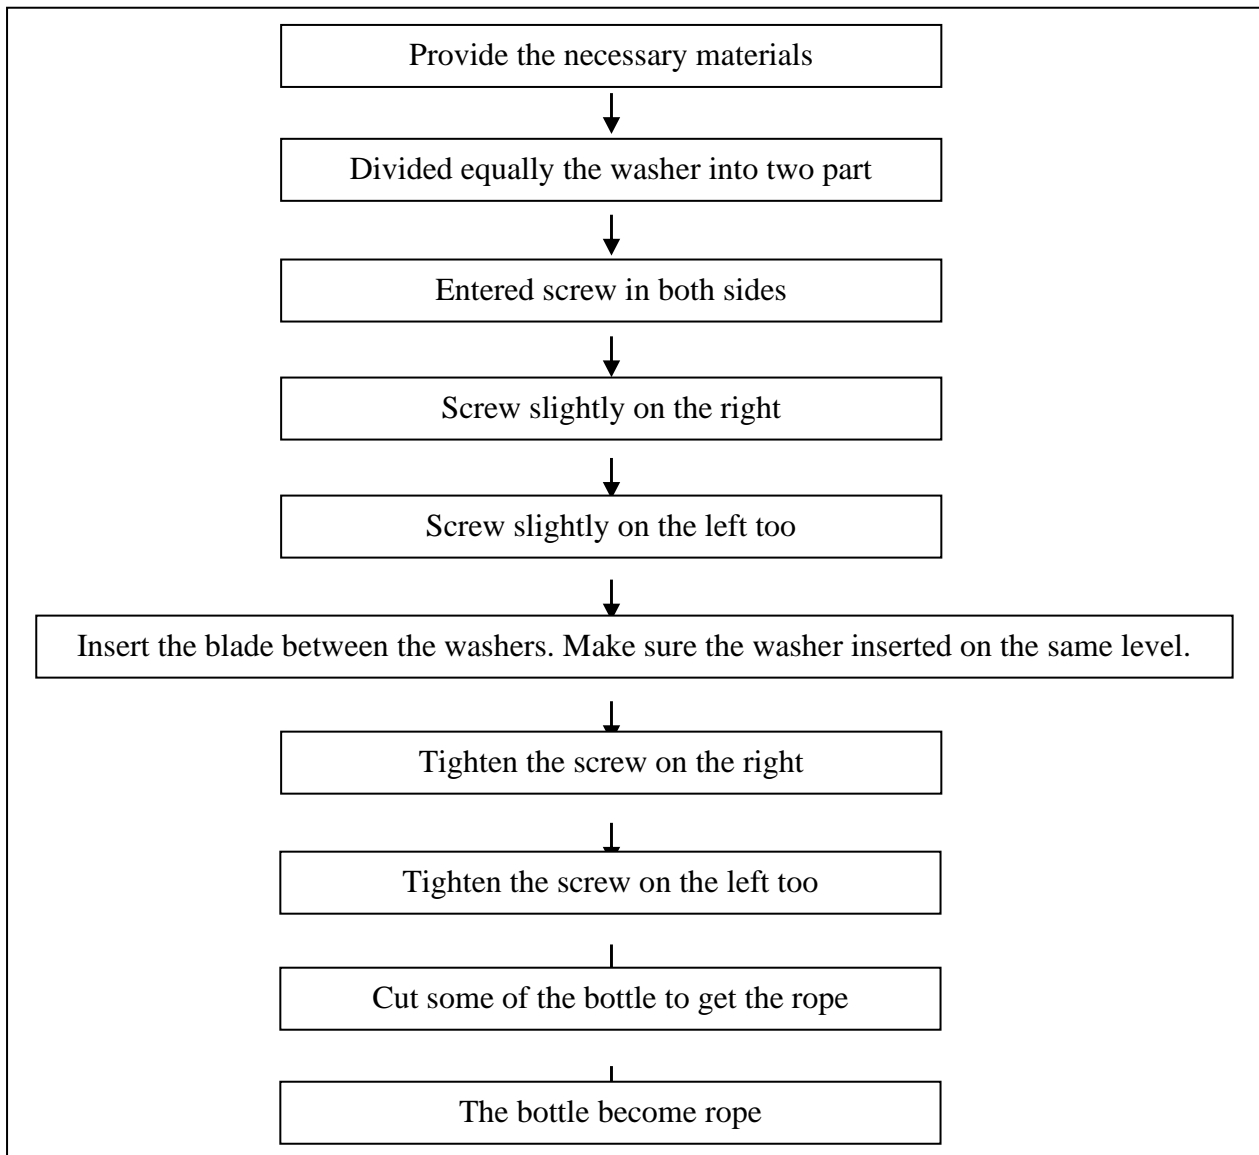 Provide the necessary materials
Divided equally the washer into two part
Entered screw in both sides
Screw slightly on the right
Screw slightly on the left too
Insert the blade between the washers. Make sure the washer inserted on the same level.
Tighten the screw on the right
Tighten the screw on the left too
Cut some of the bottle to get the rope
The bottle become rope